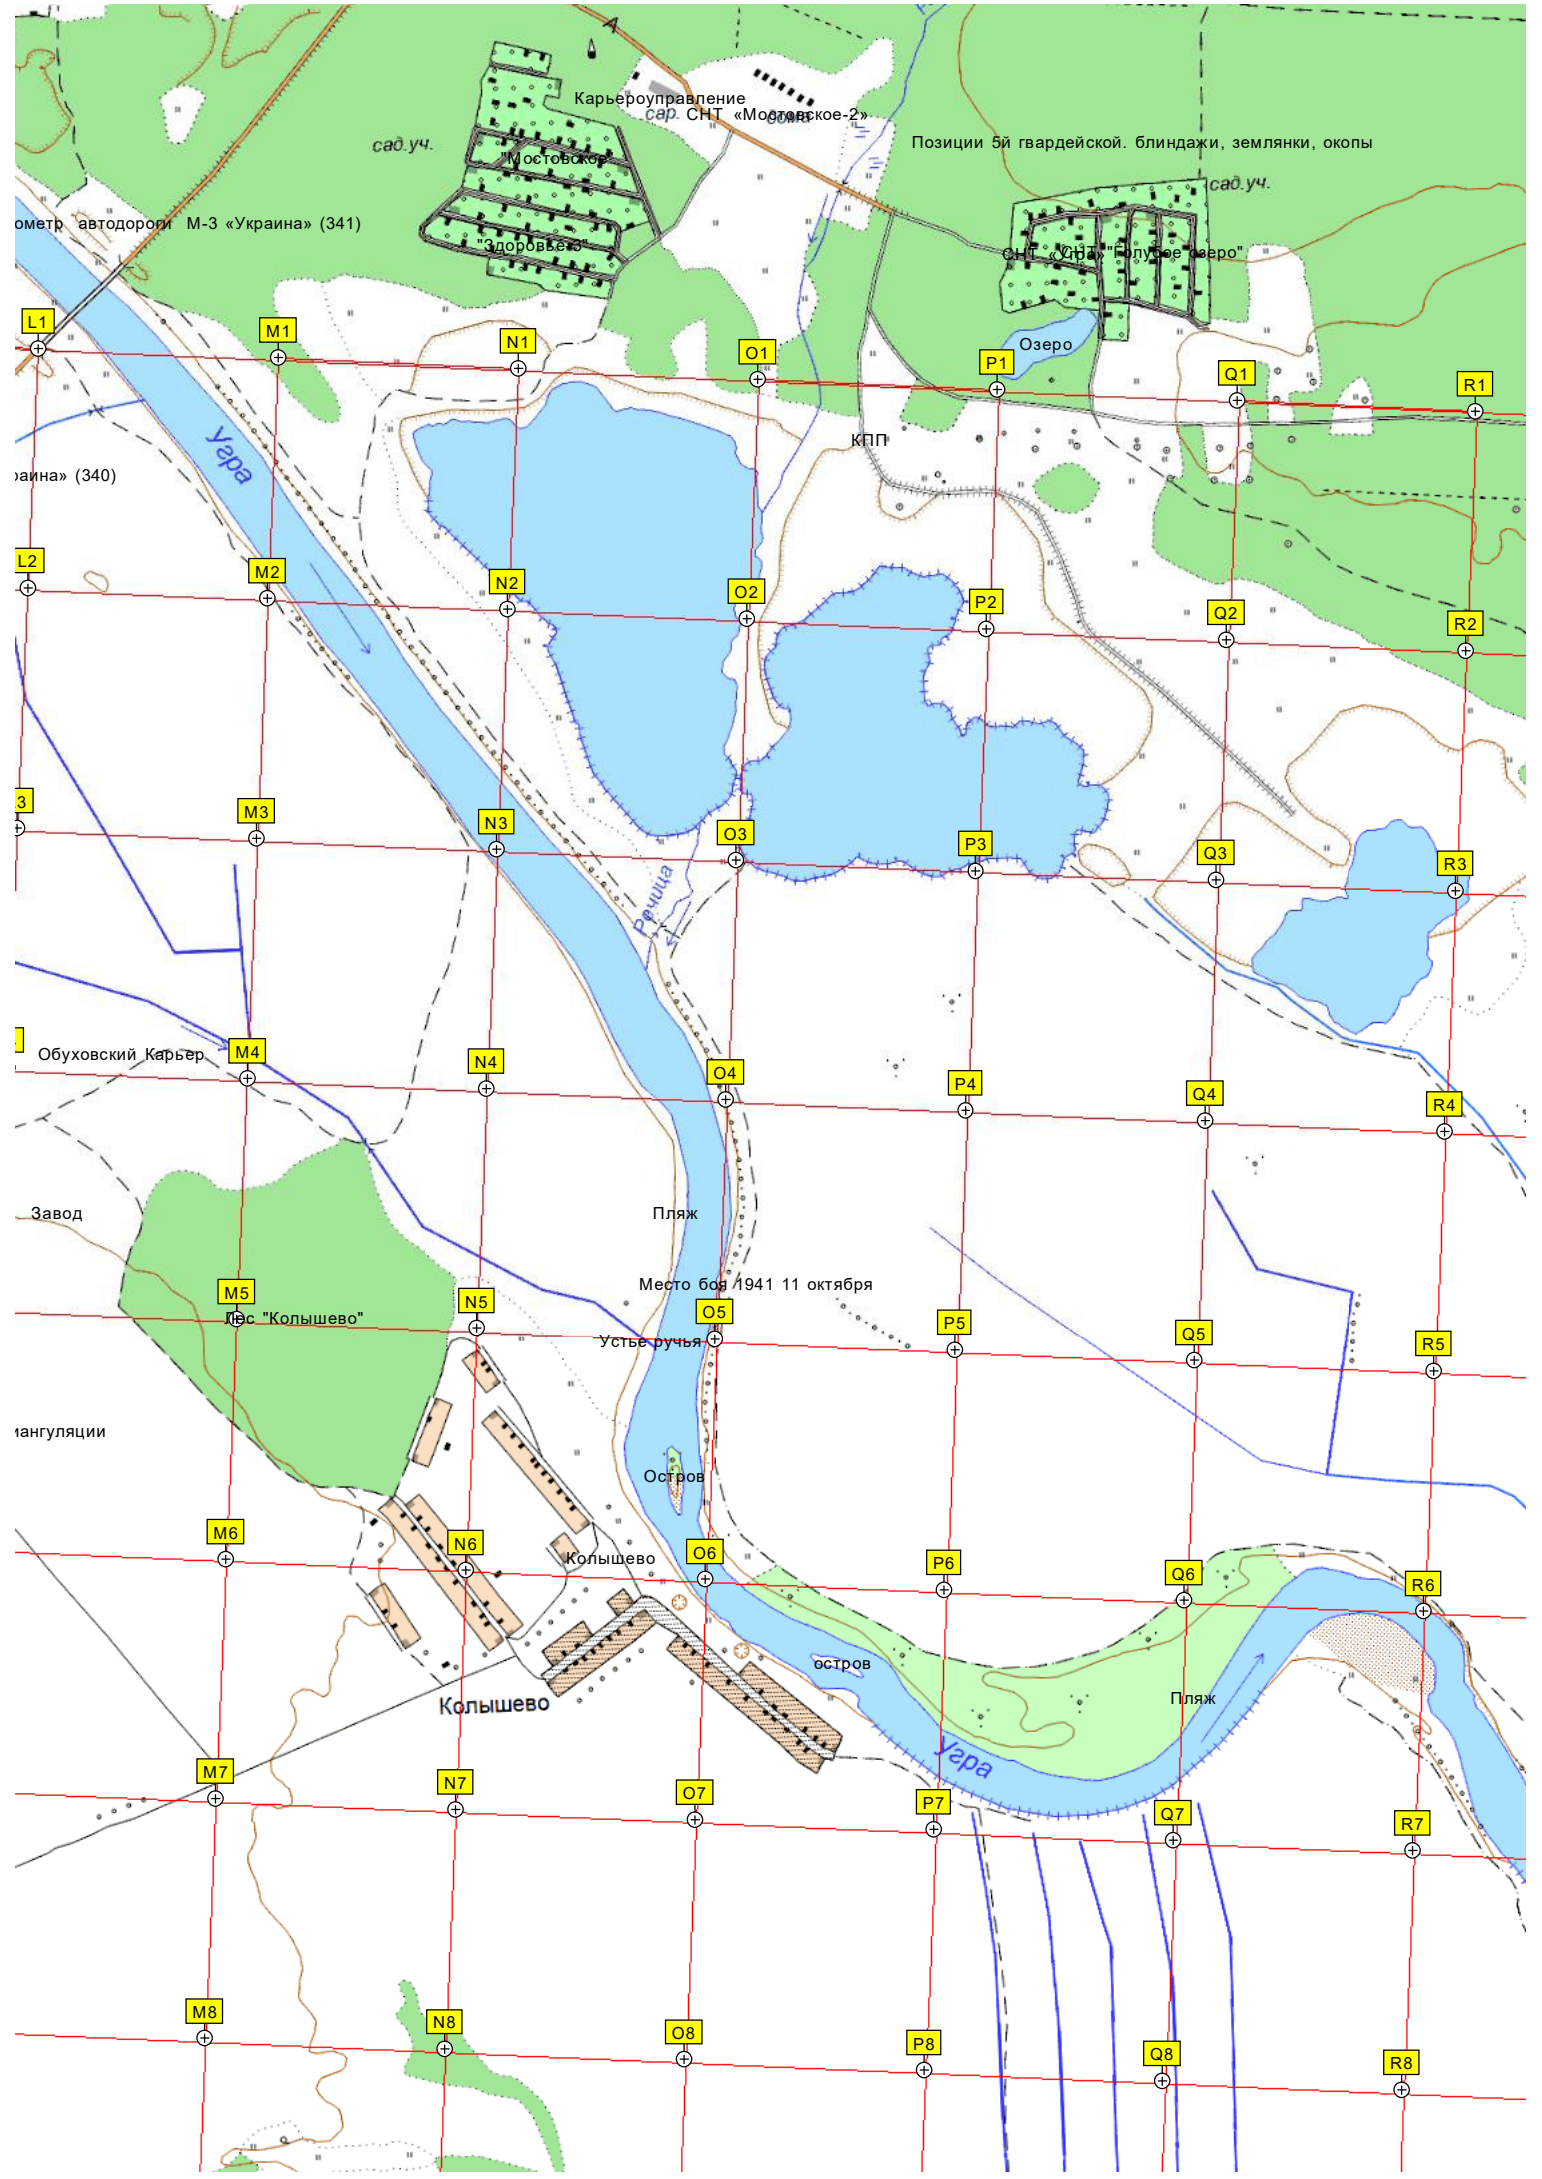 Карьероуправление
сар.
СНТ «Мостовское-2»
дома
сад.уч.
"Мостовское"
Позиции 5й гвардейской. блиндажи, землянки, окопы
сад.уч.
ометр автодороги М-3 «Украина» (341)
"Здоровье-3"
СНТ «Угра»
СНТ "Голубое озеро"
L1
M1
N1
O1
Озеро
P1
Q1
R1
КПП
Угра
раина» (340)
L2
M2
N2
O2
P2
Q2
R2
3
M3
N3
O3
P3
Q3
R3
Речица
Обуховский Карьер
M4
N4
O4
P4
Q4
R4
Завод
Пляж
Место боя 1941 11 октября
M5
N5
O5
P5
Q5
R5
Лес "Колышево"
Устье ручья
иангуляции
Остров
M6
N6
Колышево
O6
P6
Q6
R6
остров
Колышево
Пляж
Угра
M7
N7
O7
P7
Q7
R7
M8
N8
O8
P8
Q8
R8